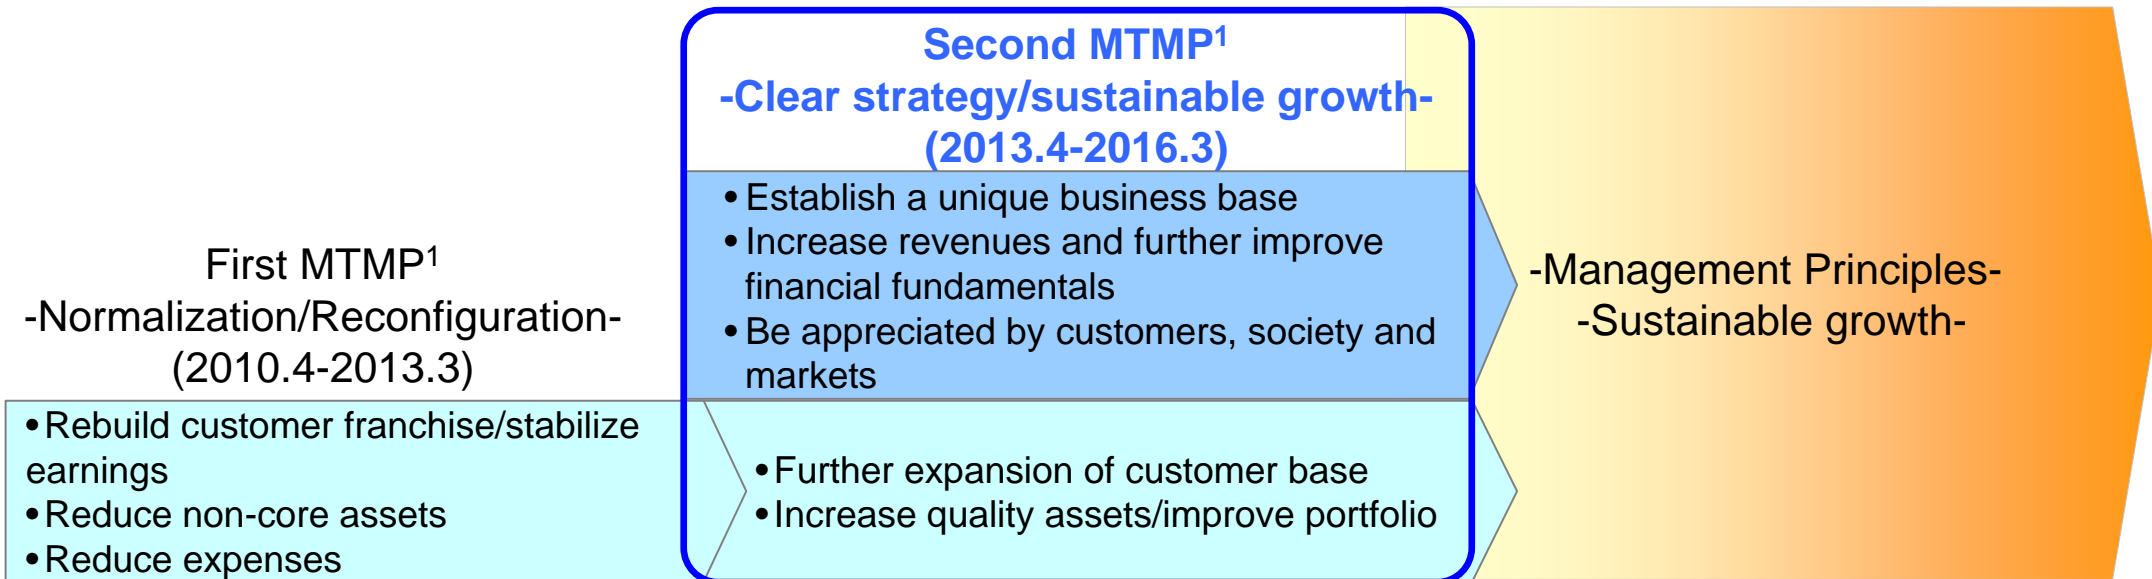 First MTMP¹
-Normalization/Reconfiguration-
(2010.4-2013.3)
•Rebuild customer franchise/stabilize
earnings
•Reduce non-core assets
•Reduce expenses
Second MTMP¹
-Clear strategy/sustainable growth-
(2013.4-2016.3)
•Establish a unique business base
•Increase revenues and further improve
financial fundamentals
•Be appreciated by customers, society and
markets
•Further expansion of customer base
•Increase quality assets/improve portfolio
-Management Principles-
-Sustainable growth-